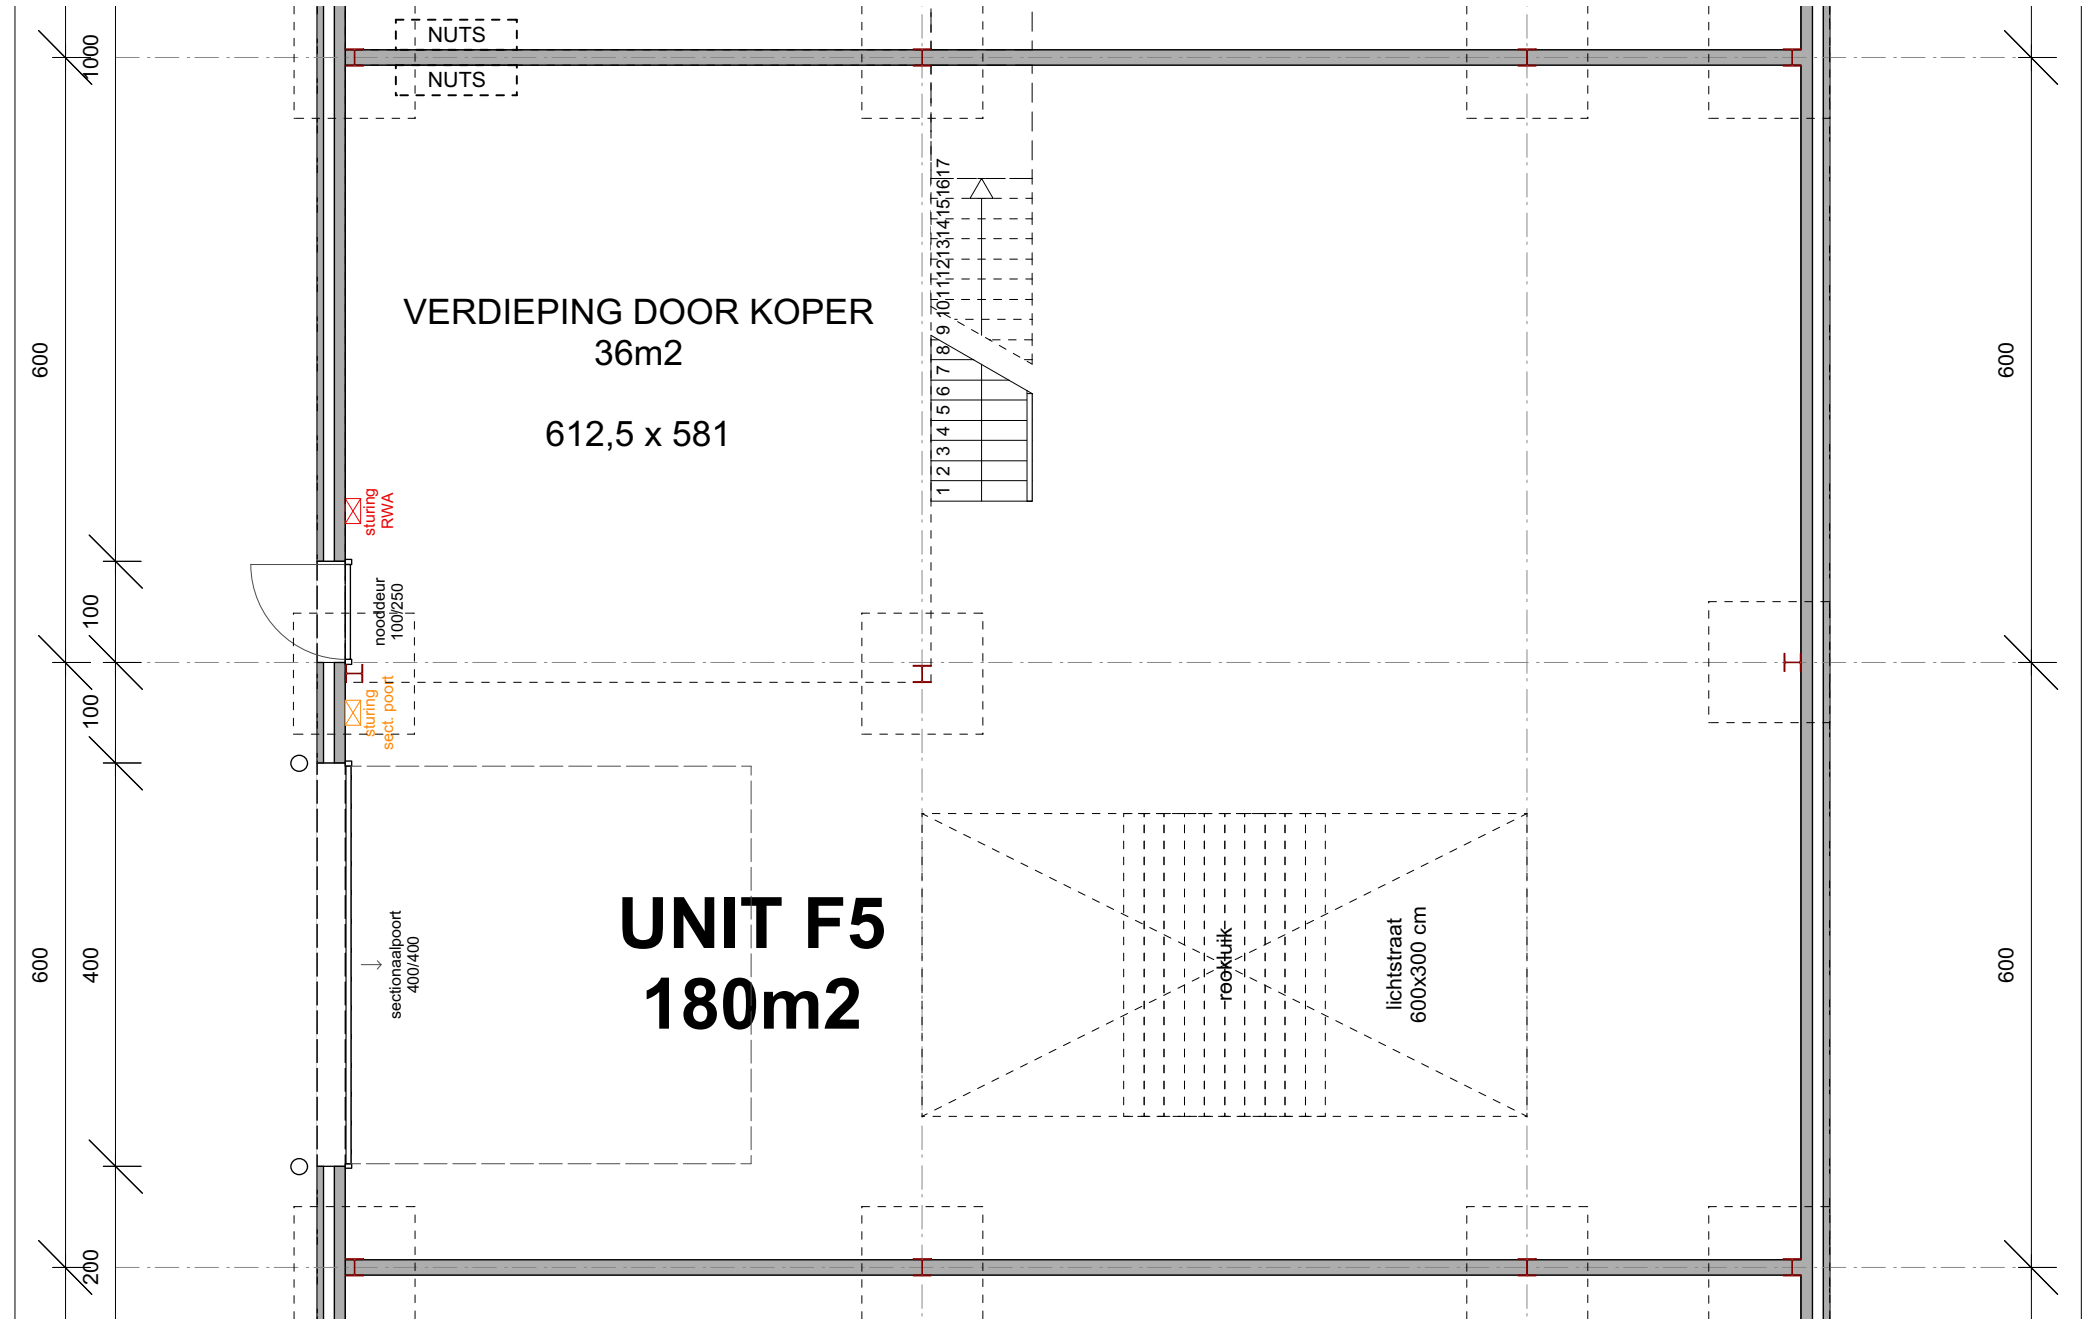 NUTS
NUTS
1000
600
100
100
600
400
200
VERDIEPING DOOR KOPER
36m2
612,5 x 581
1 2 3 4 5 6 7 8 9 10 11 12 13 14 15 16 17
sturing
RWA
nooddeur
100/250
sturing
sect. poort
sectionaalpoort
400/400
UNIT F5
180m2
rookluik
lichtstraat
600x300 cm
600
600